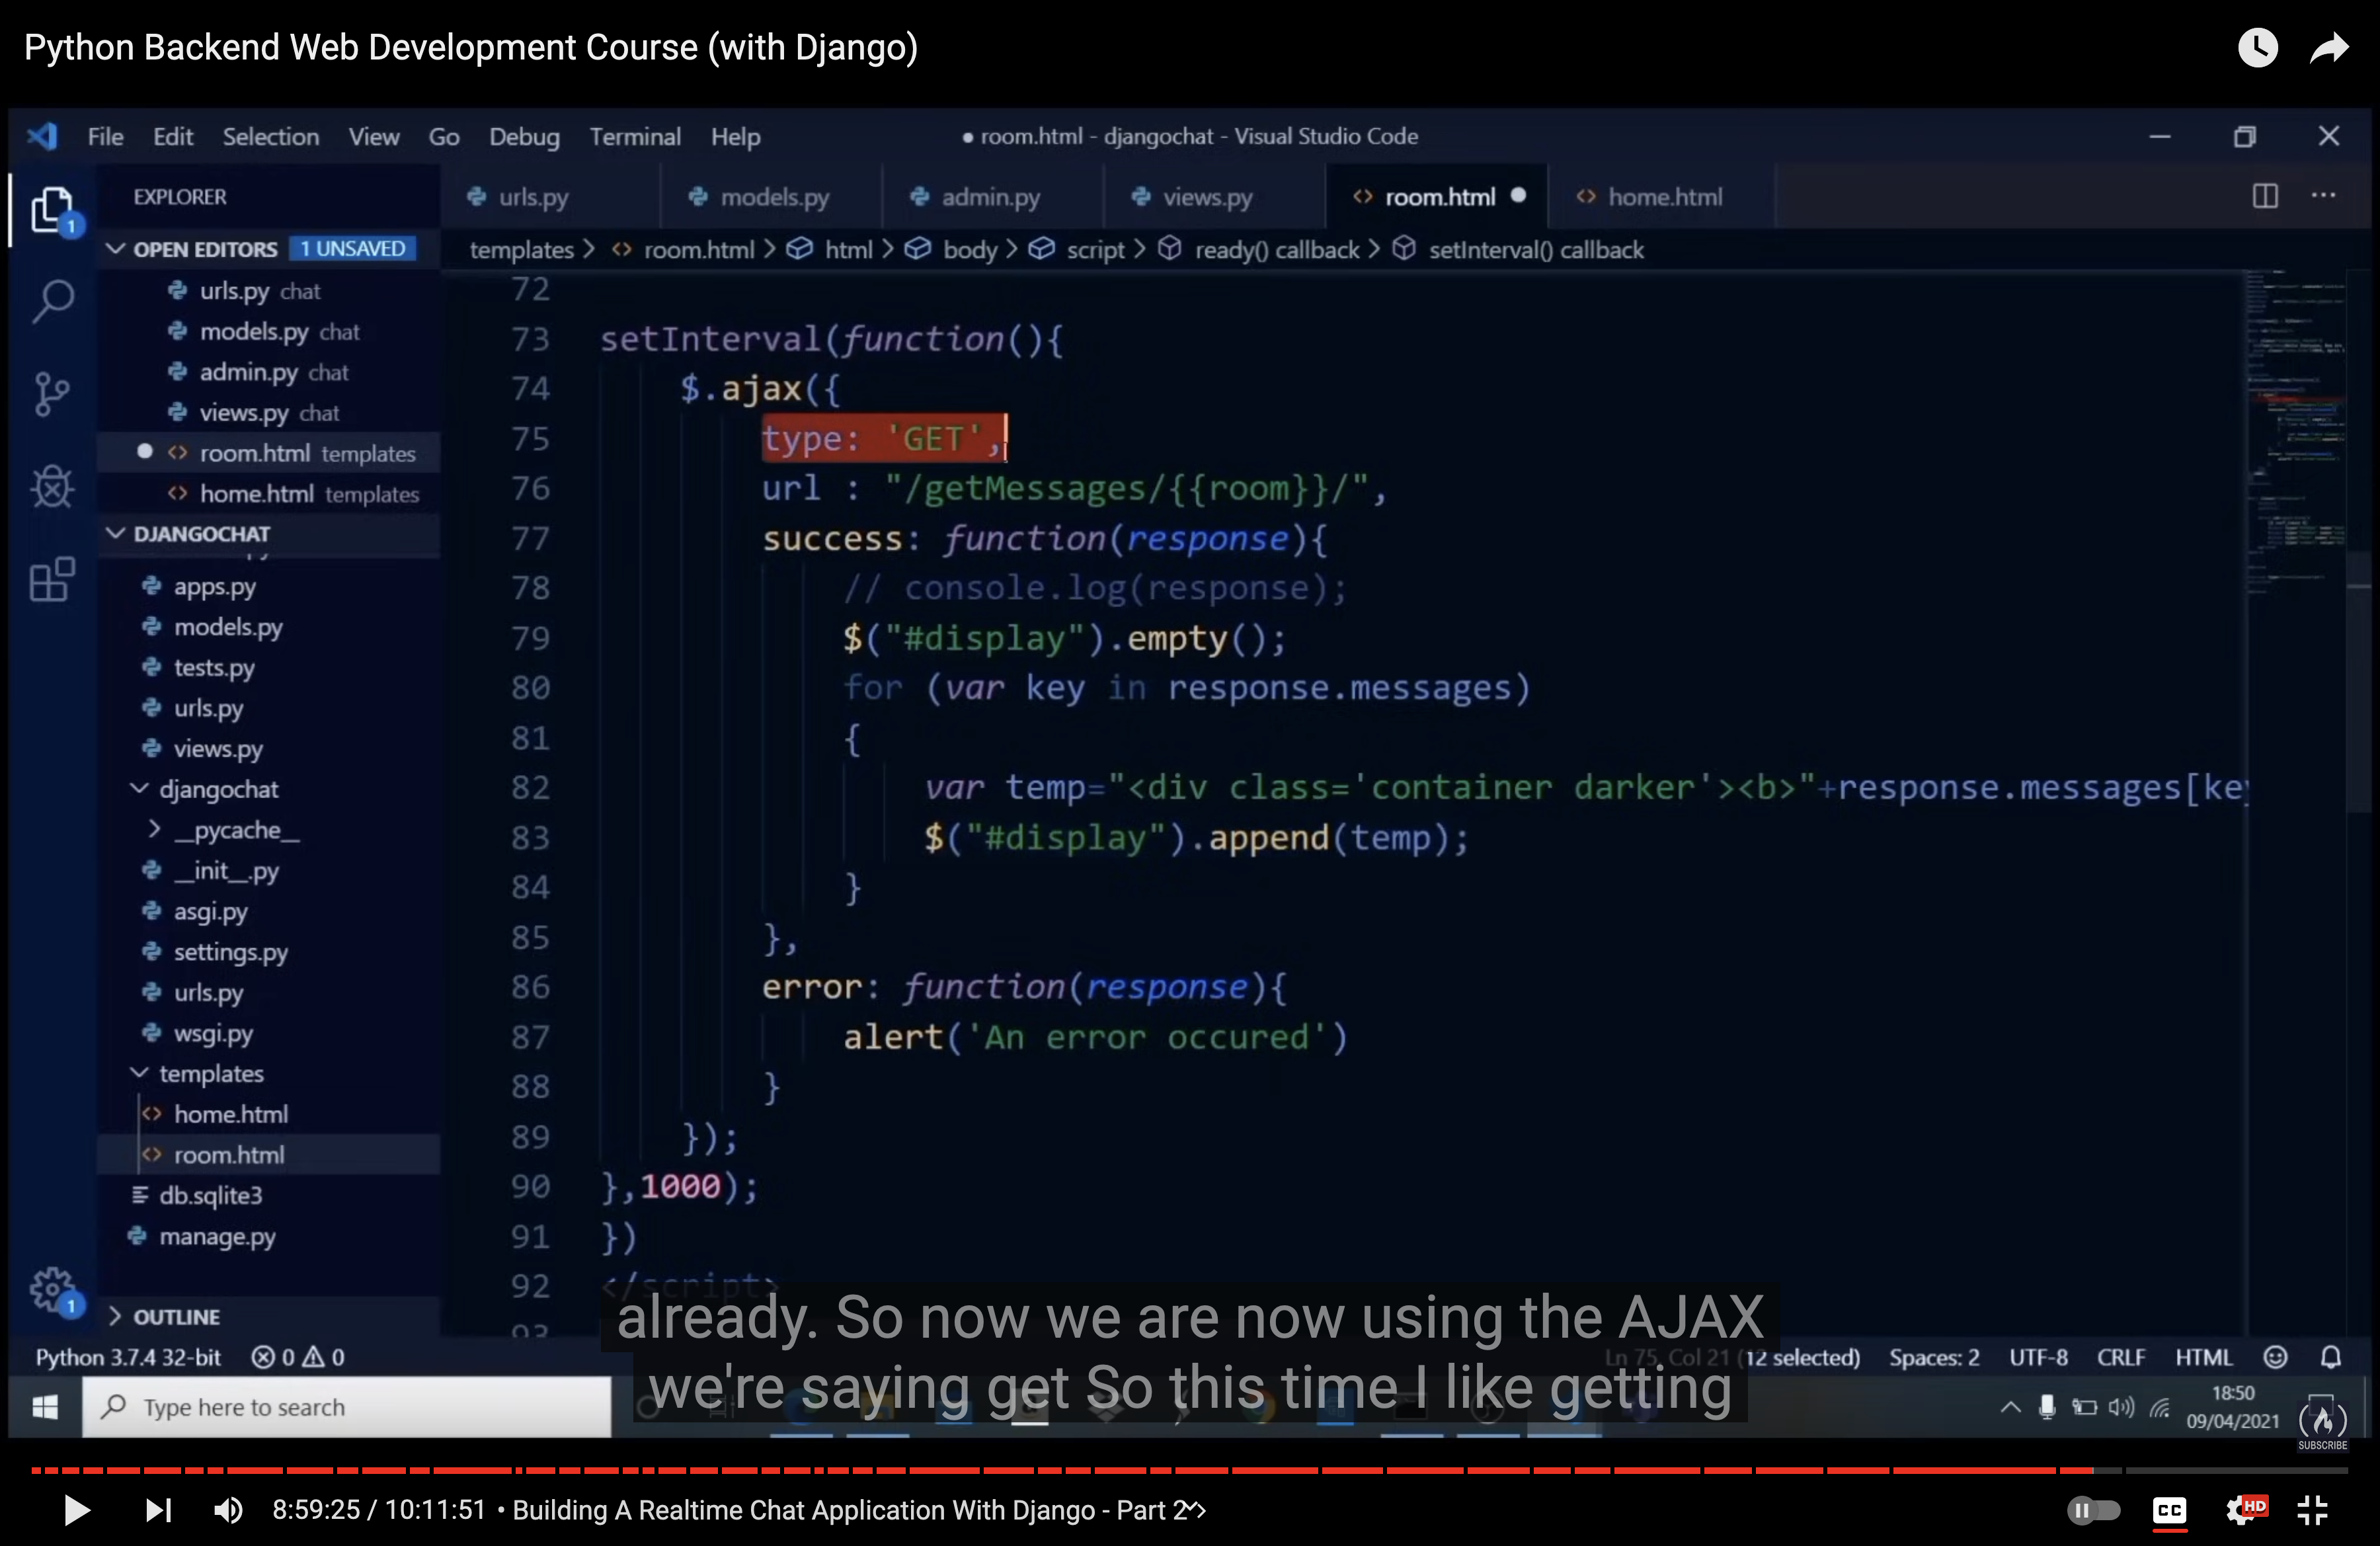 Python Backend Web Development Course (with Django)
File Edit Selection View Go Debug Terminal Help
● room.html - djangochat - Visual Studio Code
EXPLORER
urls.py models.py admin.py views.py room.html home.html
OPEN EDITORS 1 UNSAVED
templates > room.html > html > body > script > ready() callback > setInterval() callback
urls.py chat
models.py chat
admin.py chat
views.py chat
room.html templates
home.html templates
DJANGOCHAT
apps.py
models.py
tests.py
urls.py
views.py
djangochat
__pycache__
__init__.py
asgi.py
settings.py
urls.py
wsgi.py
templates
home.html
room.html
db.sqlite3
manage.py
OUTLINE
1
1
72
73 setInterval(function(){
74 $.ajax({
75 type: 'GET',
76 url : "/getMessages/{{room}}/",
77 success: function(response){
78 // console.log(response);
79 $("#display").empty();
80 for (var key in response.messages)
81 {
82 var temp="<div class='container darker'><b>"+response.messages[key
83 $("#display").append(temp);
84 }
85 },
86 error: function(response){
87 alert('An error occured')
88 }
89 });
90 },1000);
91 })
92 </script>
93
already. So now we are now using the AJAX
we're saying get So this time I like getting
Python 3.7.4 32-bit 0 0 Ln 75, Col 21 (12 selected) Spaces: 2 UTF-8 CRLF HTML
Type here to search
18:50
09/04/2021
SUBSCRIBE
8:59:25 / 10:11:51 • Building A Realtime Chat Application With Django - Part 2
CC
HD